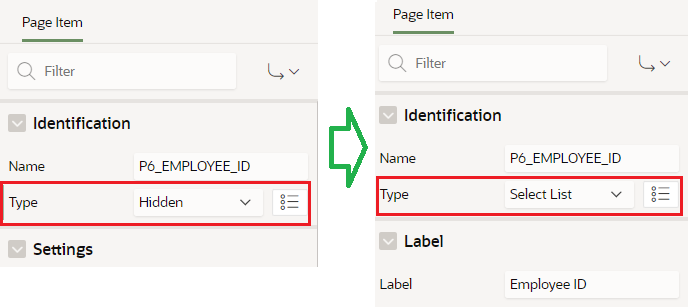 Page Item
Filter
Identification
Name P6_EMPLOYEE_ID
Type Hidden
Settings
Page Item
Filter
Identification
Name P6_EMPLOYEE_ID
Type Select List
Label
Label Employee ID